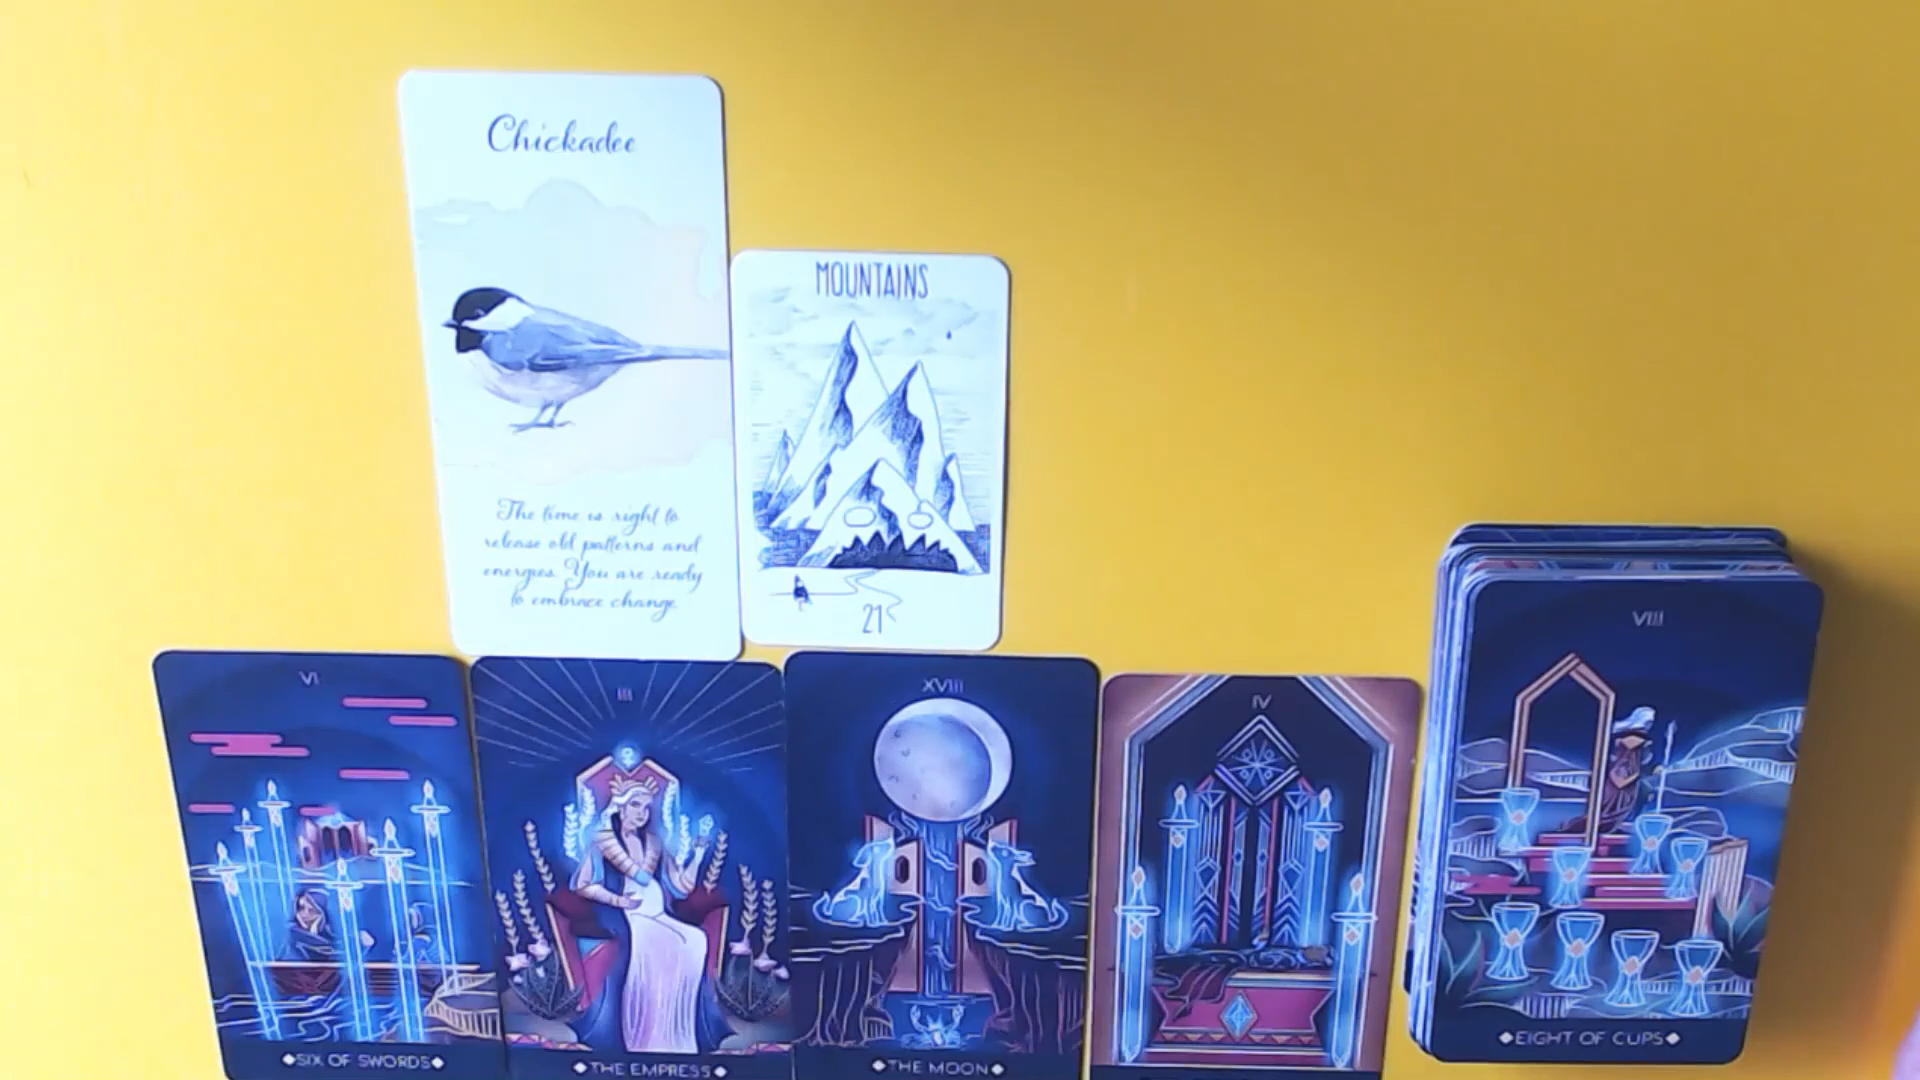 Chickadee
The time is right to
release old patterns and
energies. You are ready
to embrace change.
MOUNTAINS
21
VI
◆SIX OF SWORDS◆
III
◆THE EMPRESS◆
XVIII
◆THE MOON◆
IV
VIII
◆EIGHT OF CUPS◆